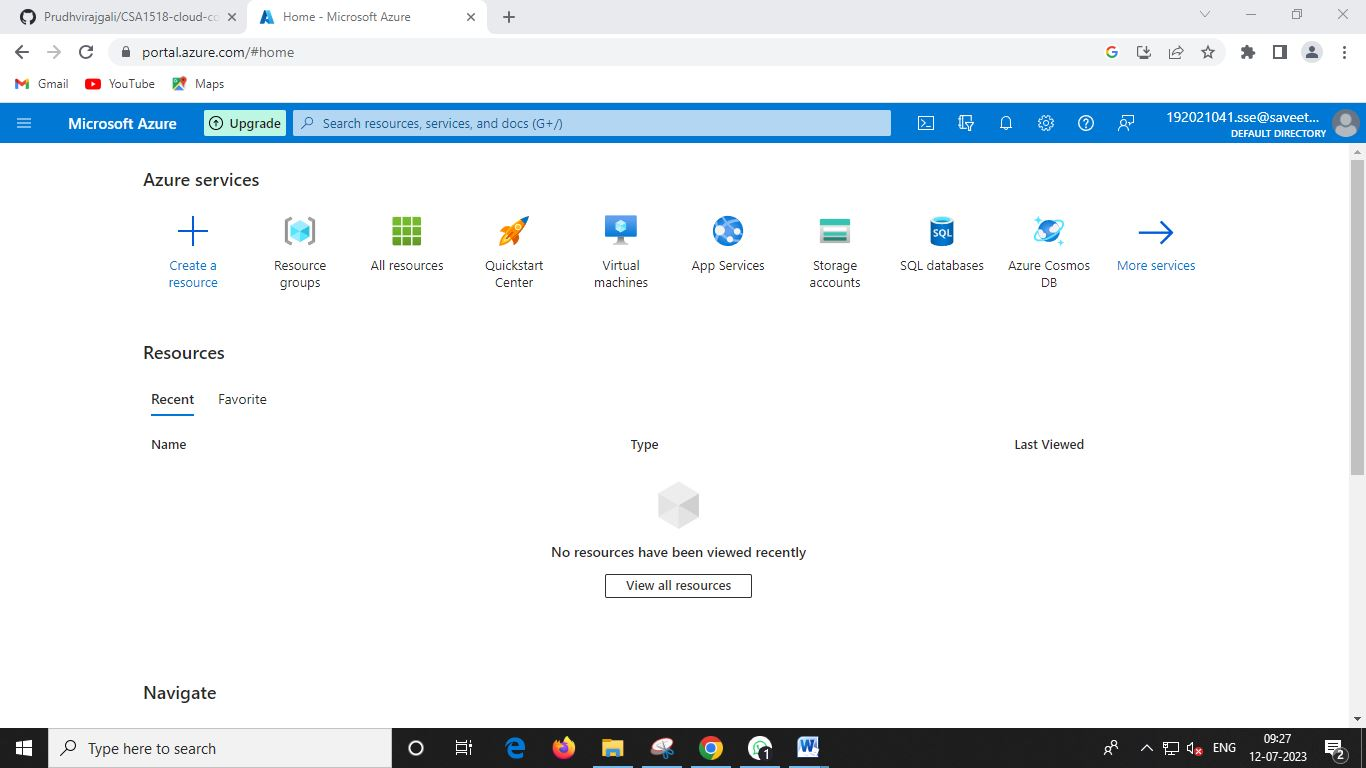 Prudhvirajgali/CSA1518-cloud-co
Home - Microsoft Azure
portal.azure.com/#home
Gmail
YouTube
Maps
Microsoft Azure
Upgrade
Search resources, services, and docs (G+/)
192021041.sse@saveet...
DEFAULT DIRECTORY
Azure services
Create a
resource
Resource
groups
All resources
Quickstart
Center
Virtual
machines
App Services
Storage
accounts
SQL
SQL databases
Azure Cosmos
DB
More services
Resources
Recent
Favorite
Name
Type
Last Viewed
No resources have been viewed recently
View all resources
Navigate
Type here to search
1
W
ENG
09:27
12-07-2023
2